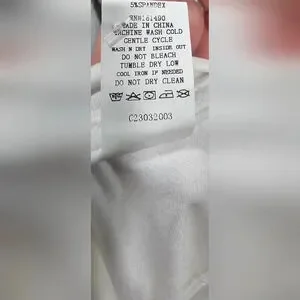 5%SPANDEX
RN#161490
MADE IN CHINA
MACHINE WASH COLD
GENTLE CYCLE
WASH N DRY INSIDE OUT
DO NOT BLEACH
TUMBLE DRY LOW
COOL IRON IF NEEDED
DO NOT DRY CLEAN
C23032003